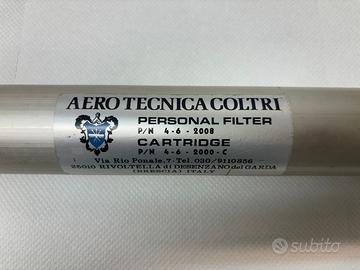 AERO TECNICA COLTRI
PERSONAL FILTER
P/N 4-6-2008
CARTRIDGE
P/N 4-6-2000-C
Via Rio Ponale,7-Tel.030/9110856
25010 RIVOLTELLA di DESENZANO del GARDA
(BRESCIA) ITALY
subito